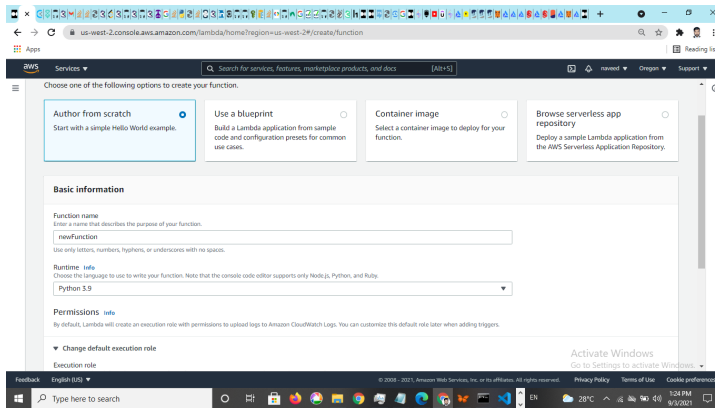 us-west-2.console.aws.amazon.com/lambda/home?region=us-west-2#/create/function
Apps
Reading lis
aws
Services ▼
Search for services, features, marketplace products, and docs
[Alt+S]
naveed ▼
Oregon ▼
Support ▼
Choose one of the following options to create your function.
Author from scratch
Start with a simple Hello World example.
Use a blueprint
Build a Lambda application from sample
code and configuration presets for common
use cases.
Container image
Select a container image to deploy for your
function.
Browse serverless app
repository
Deploy a sample Lambda application from
the AWS Serverless Application Repository.
Basic information
Function name
Enter a name that describes the purpose of your function.
newFunction
Use only letters, numbers, hyphens, or underscores with no spaces.
Runtime Info
Choose the language to use to write your function. Note that the console code editor supports only Node.js, Python, and Ruby.
Python 3.9
Permissions Info
By default, Lambda will create an execution role with permissions to upload logs to Amazon CloudWatch Logs. You can customize this default role later when adding triggers.
▼ Change default execution role
Execution role
Activate Windows
Go to Settings to activate Windows.
Feedback
English (US) ▼
© 2008 - 2021, Amazon Web Services, Inc. or its affiliates. All rights reserved.
Privacy Policy
Terms of Use
Cookie preferences
Type here to search
EN
28°C
1:24 PM
9/3/2021